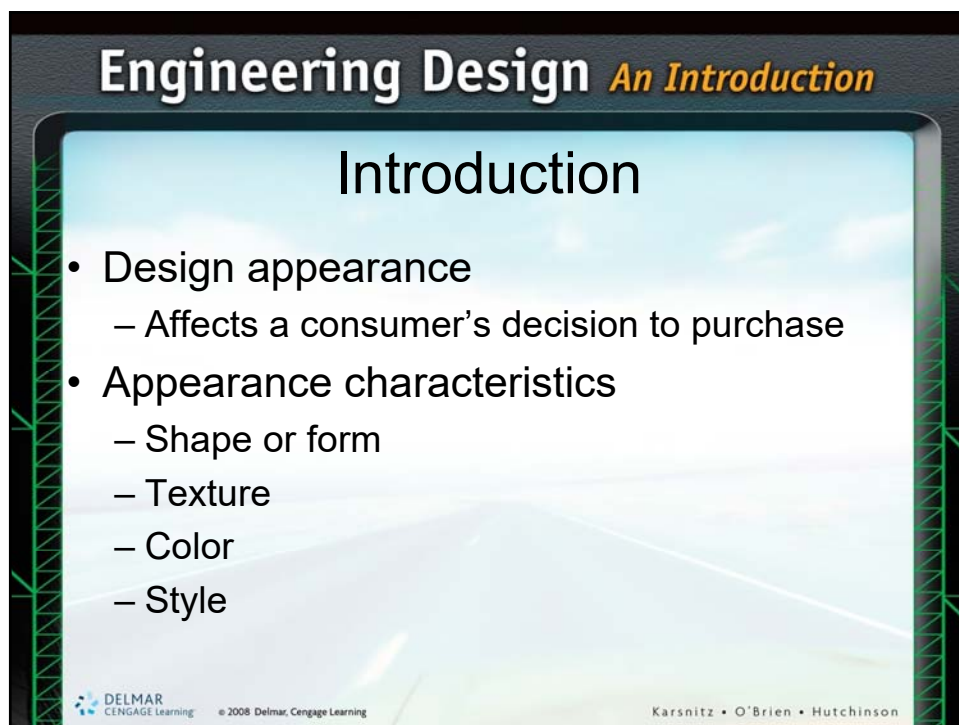 Engineering Design An Introduction
Introduction
• Design appearance
– Affects a consumer's decision to purchase
• Appearance characteristics
– Shape or form
– Texture
– Color
– Style
DELMAR
CENGAGE Learning © 2008 Delmar, Cengage Learning
Karsnitz • O'Brien • Hutchinson